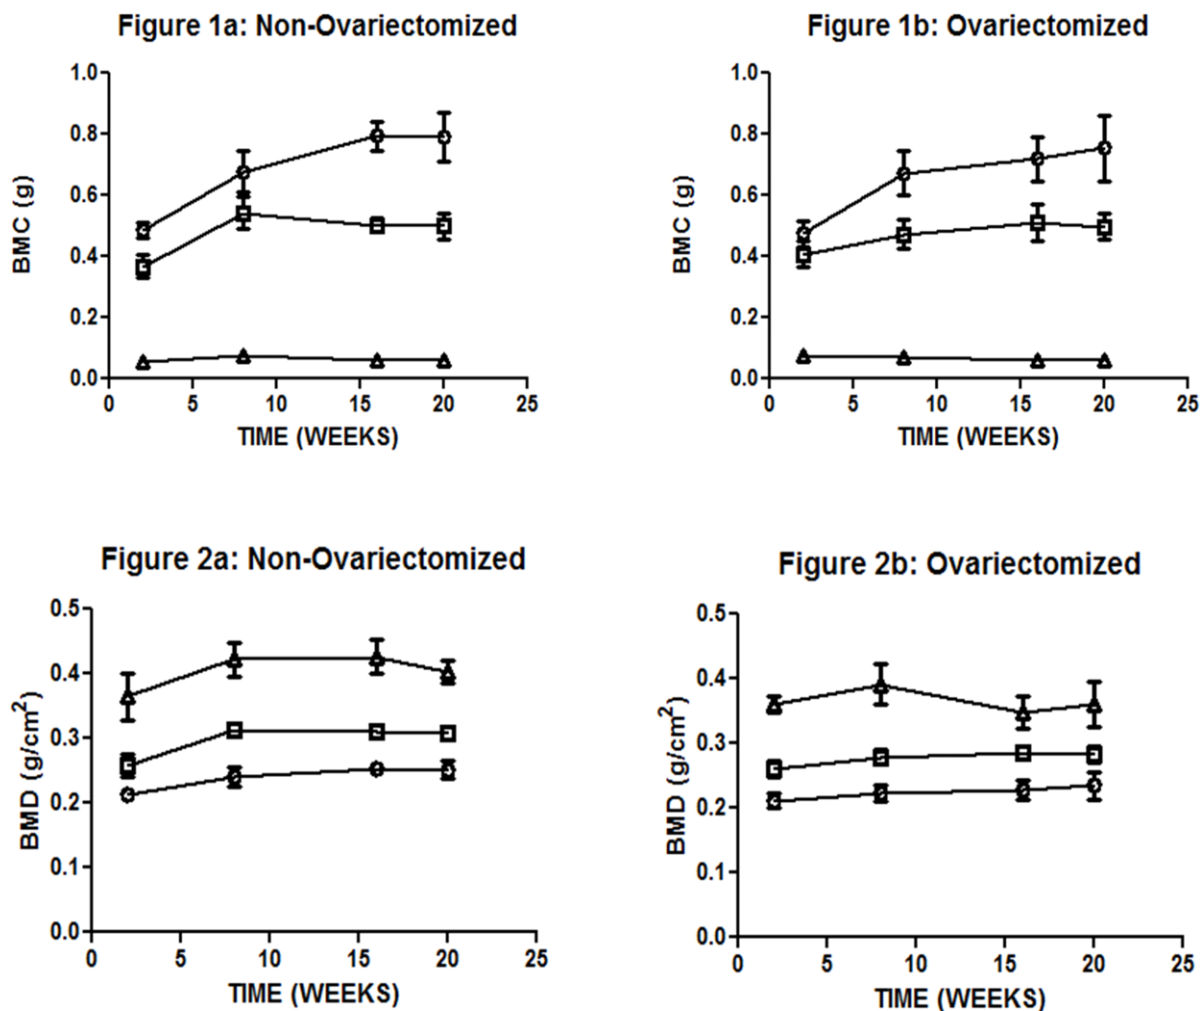 Figure 1a: Non-Ovariectomized
1.0
0.8
0.6
0.4
0.2
0.0
BMC (g)
0 5 10 15 20 25
TIME (WEEKS)
Figure 1b: Ovariectomized
1.0
0.8
0.6
0.4
0.2
0.0
BMC (g)
0 5 10 15 20 25
TIME (WEEKS)
Figure 2a: Non-Ovariectomized
0.5
0.4
0.3
0.2
0.1
0.0
BMD (g/cm²)
0 5 10 15 20 25
TIME (WEEKS)
Figure 2b: Ovariectomized
0.5
0.4
0.3
0.2
0.1
0.0
BMD (g/cm²)
0 5 10 15 20 25
TIME (WEEKS)